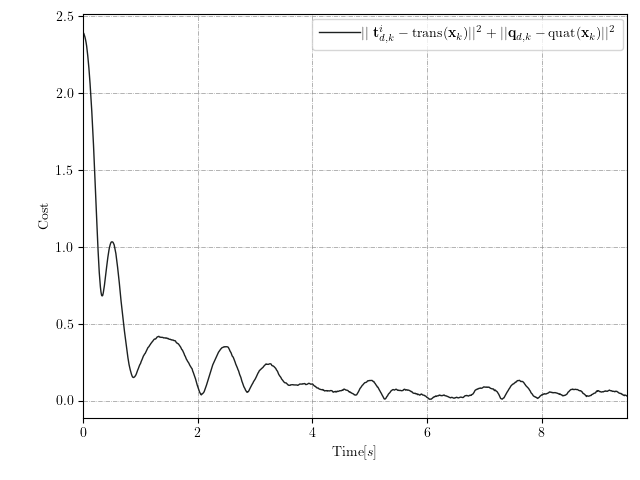 2.5
|| t^i_{d,k} − trans(x_k)||^2 + ||q_{d,k} − quat(x_k)||^2
2.0
1.5
Cost
1.0
0.5
0.0
0 2 4 6 8
Time[s]